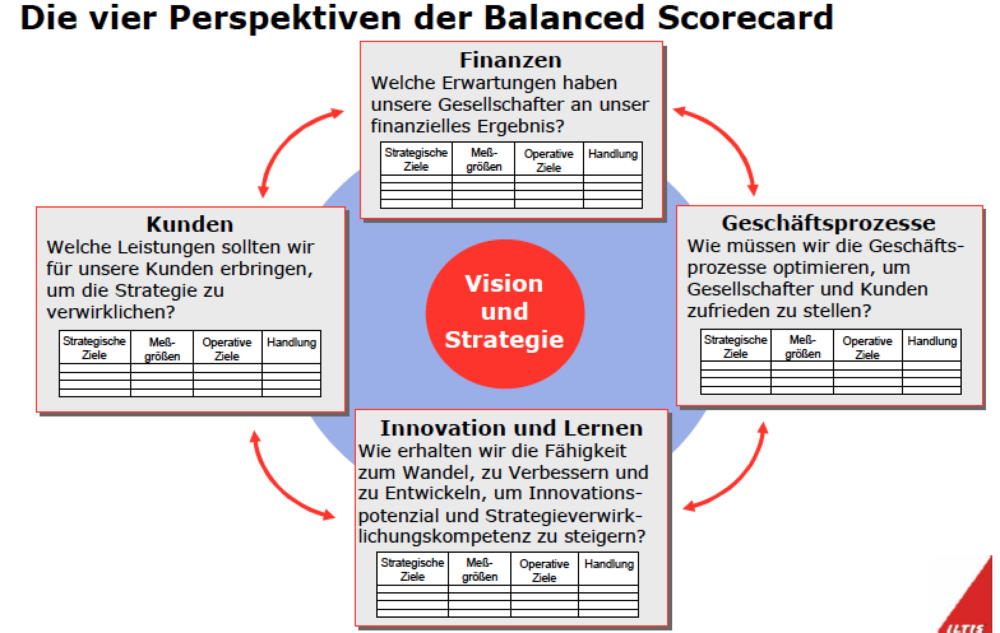 Die vier Perspektiven der Balanced Scorecard
Finanzen
Welche Erwartungen haben
unsere Gesellschafter an unser
finanzielles Ergebnis?
Strategische Ziele
Meß-größen
Operative Ziele
Handlung
Kunden
Welche Leistungen sollten wir
für unsere Kunden erbringen,
um die Strategie zu
verwirklichen?
Strategische Ziele
Meß-größen
Operative Ziele
Handlung
Vision
und
Strategie
Geschäftsprozesse
Wie müssen wir die Geschäfts-
prozesse optimieren, um
Gesellschafter und Kunden
zufrieden zu stellen?
Strategische Ziele
Meß-größen
Operative Ziele
Handlung
Innovation und Lernen
Wie erhalten wir die Fähigkeit
zum Wandel, zu Verbessern und
zu Entwickeln, um Innovations-
potenzial und Strategieverwirk-
lichungskompetenz zu steigern?
Strategische Ziele
Meß-größen
Operative Ziele
Handlung
ILTIS